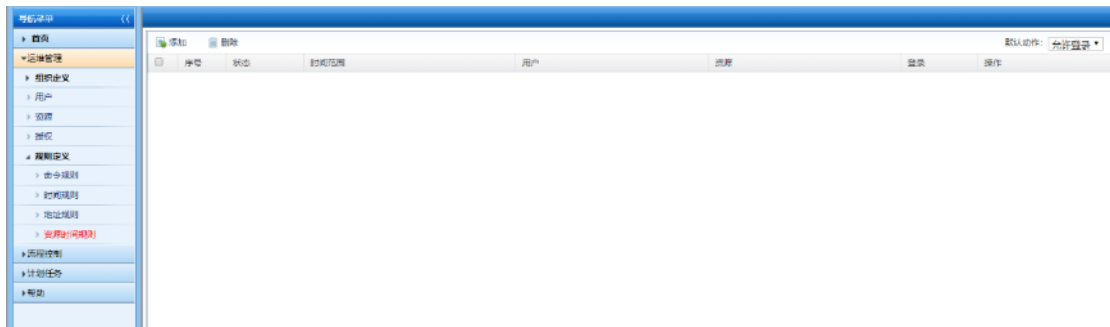 导航菜单
首页
运维管理
组织定义
用户
资源
授权
规则定义
命令规则
时间规则
地址规则
资源时间规则
流程控制
计划任务
帮助
添加 删除 默认动作: 允许登录
序号 状态 时间范围 用户 资源 登录 操作